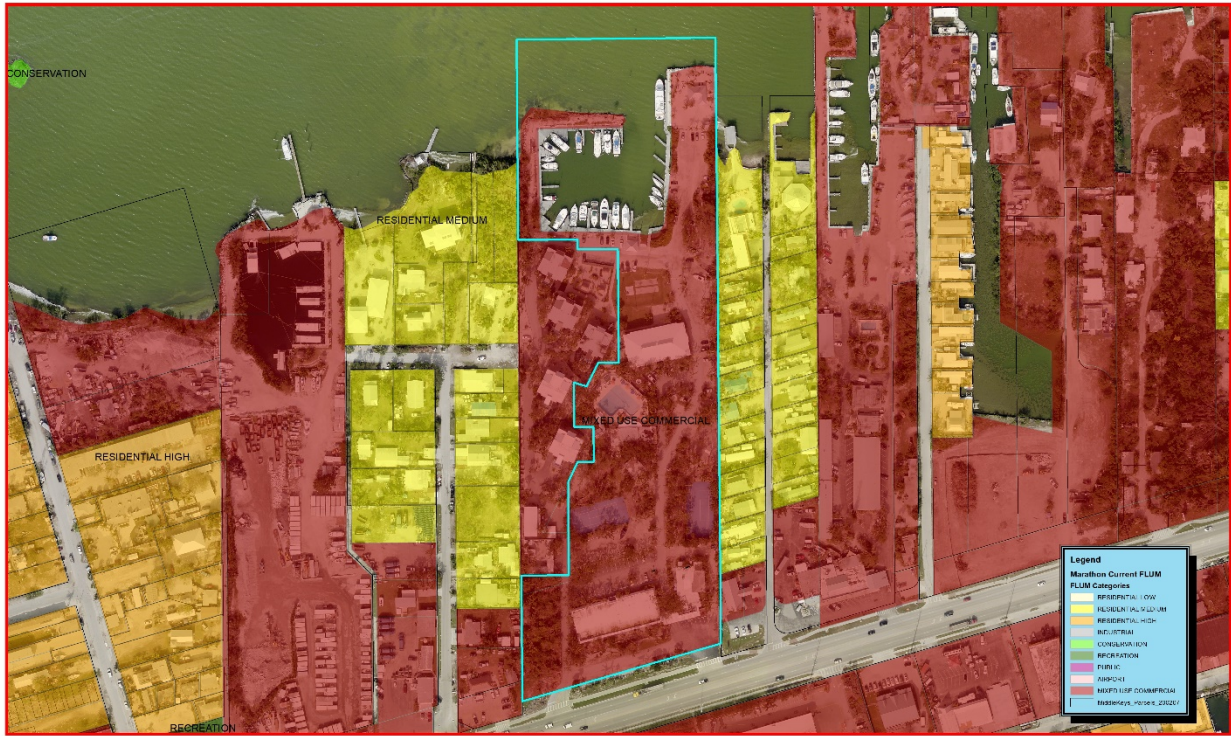 CONSERVATION
RESIDENTIAL MEDIUM
MIXED USE COMMERCIAL
RESIDENTIAL HIGH
RECREATION
Legend
Marathon Current FLUM
FLUM Categories
RESIDENTIAL LOW
RESIDENTIAL MEDIUM
RESIDENTIAL HIGH
INDUSTRIAL
CONSERVATION
RECREATION
PUBLIC
AIRPORT
MIXED USE COMMERCIAL